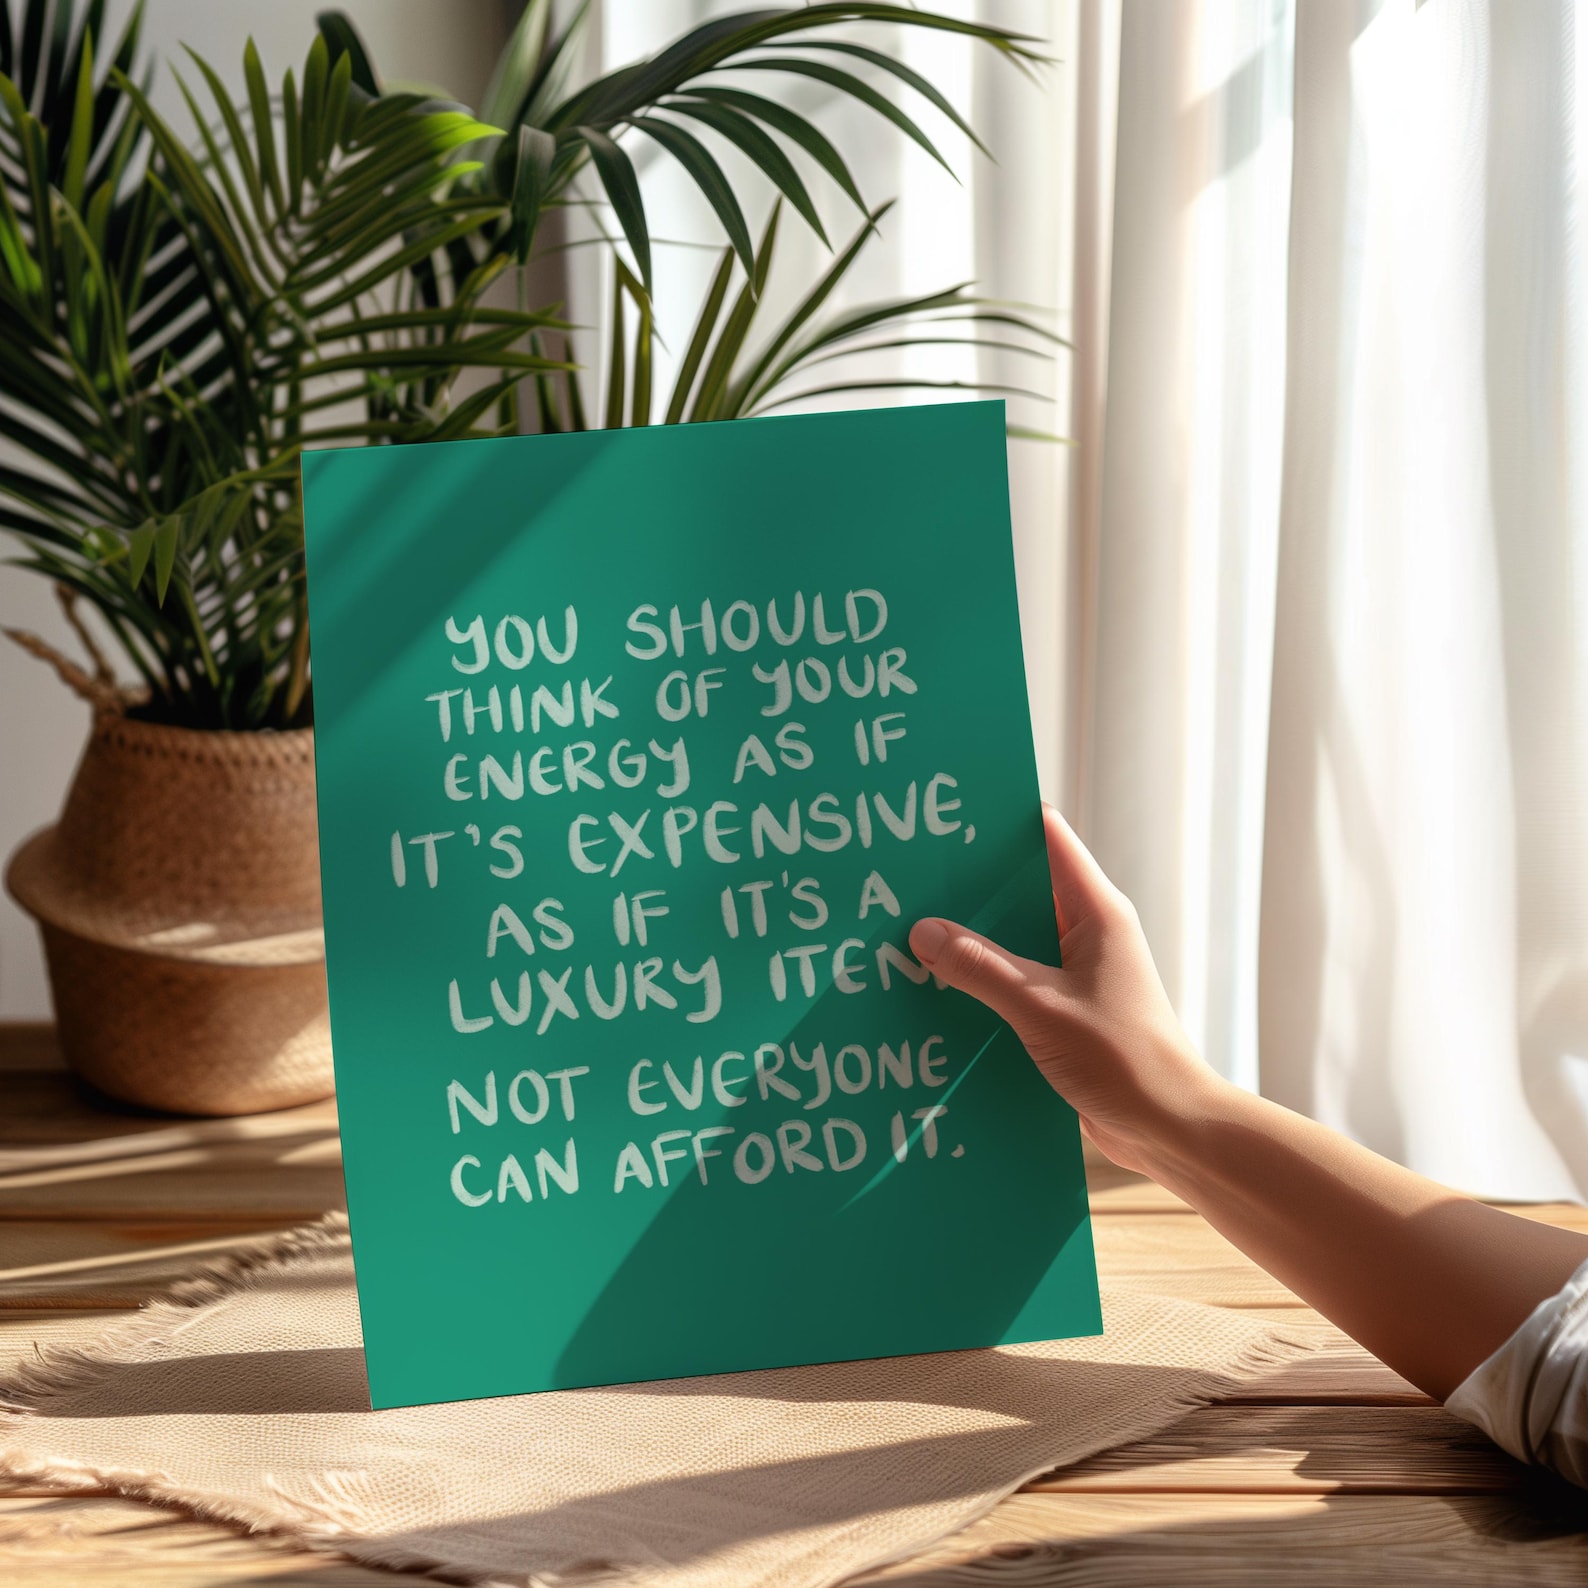 YOU SHOULD
THINK OF YOUR
ENERGY AS IF
IT'S EXPENSIVE,
AS IF IT'S A
LUXURY ITEM
NOT EVERYONE
CAN AFFORD IT.